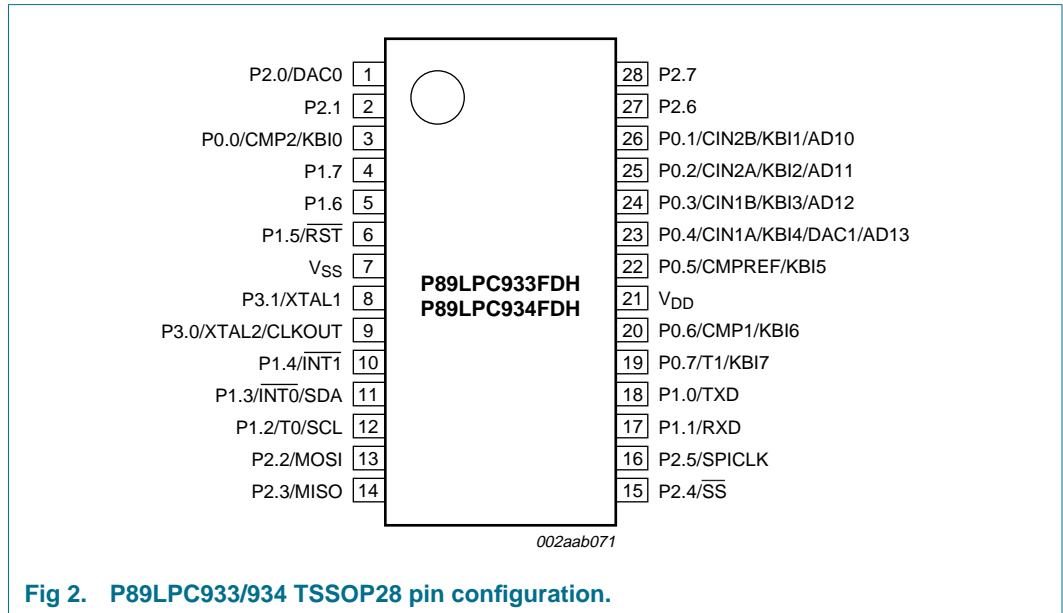 P2.0/DAC0 1
P2.1 2
P0.0/CMP2/KBI0 3
P1.7 4
P1.6 5
P1.5/R̅S̅T̅ 6
VSS 7
P3.1/XTAL1 8
P3.0/XTAL2/CLKOUT 9
P1.4/I̅N̅T̅1̅ 10
P1.3/I̅N̅T̅0̅/SDA 11
P1.2/T0/SCL 12
P2.2/MOSI 13
P2.3/MISO 14
P89LPC933FDH
P89LPC934FDH
28 P2.7
27 P2.6
26 P0.1/CIN2B/KBI1/AD10
25 P0.2/CIN2A/KBI2/AD11
24 P0.3/CIN1B/KBI3/AD12
23 P0.4/CIN1A/KBI4/DAC1/AD13
22 P0.5/CMPREF/KBI5
21 VDD
20 P0.6/CMP1/KBI6
19 P0.7/T1/KBI7
18 P1.0/TXD
17 P1.1/RXD
16 P2.5/SPICLK
15 P2.4/S̅S̅
002aab071
Fig 2. P89LPC933/934 TSSOP28 pin configuration.